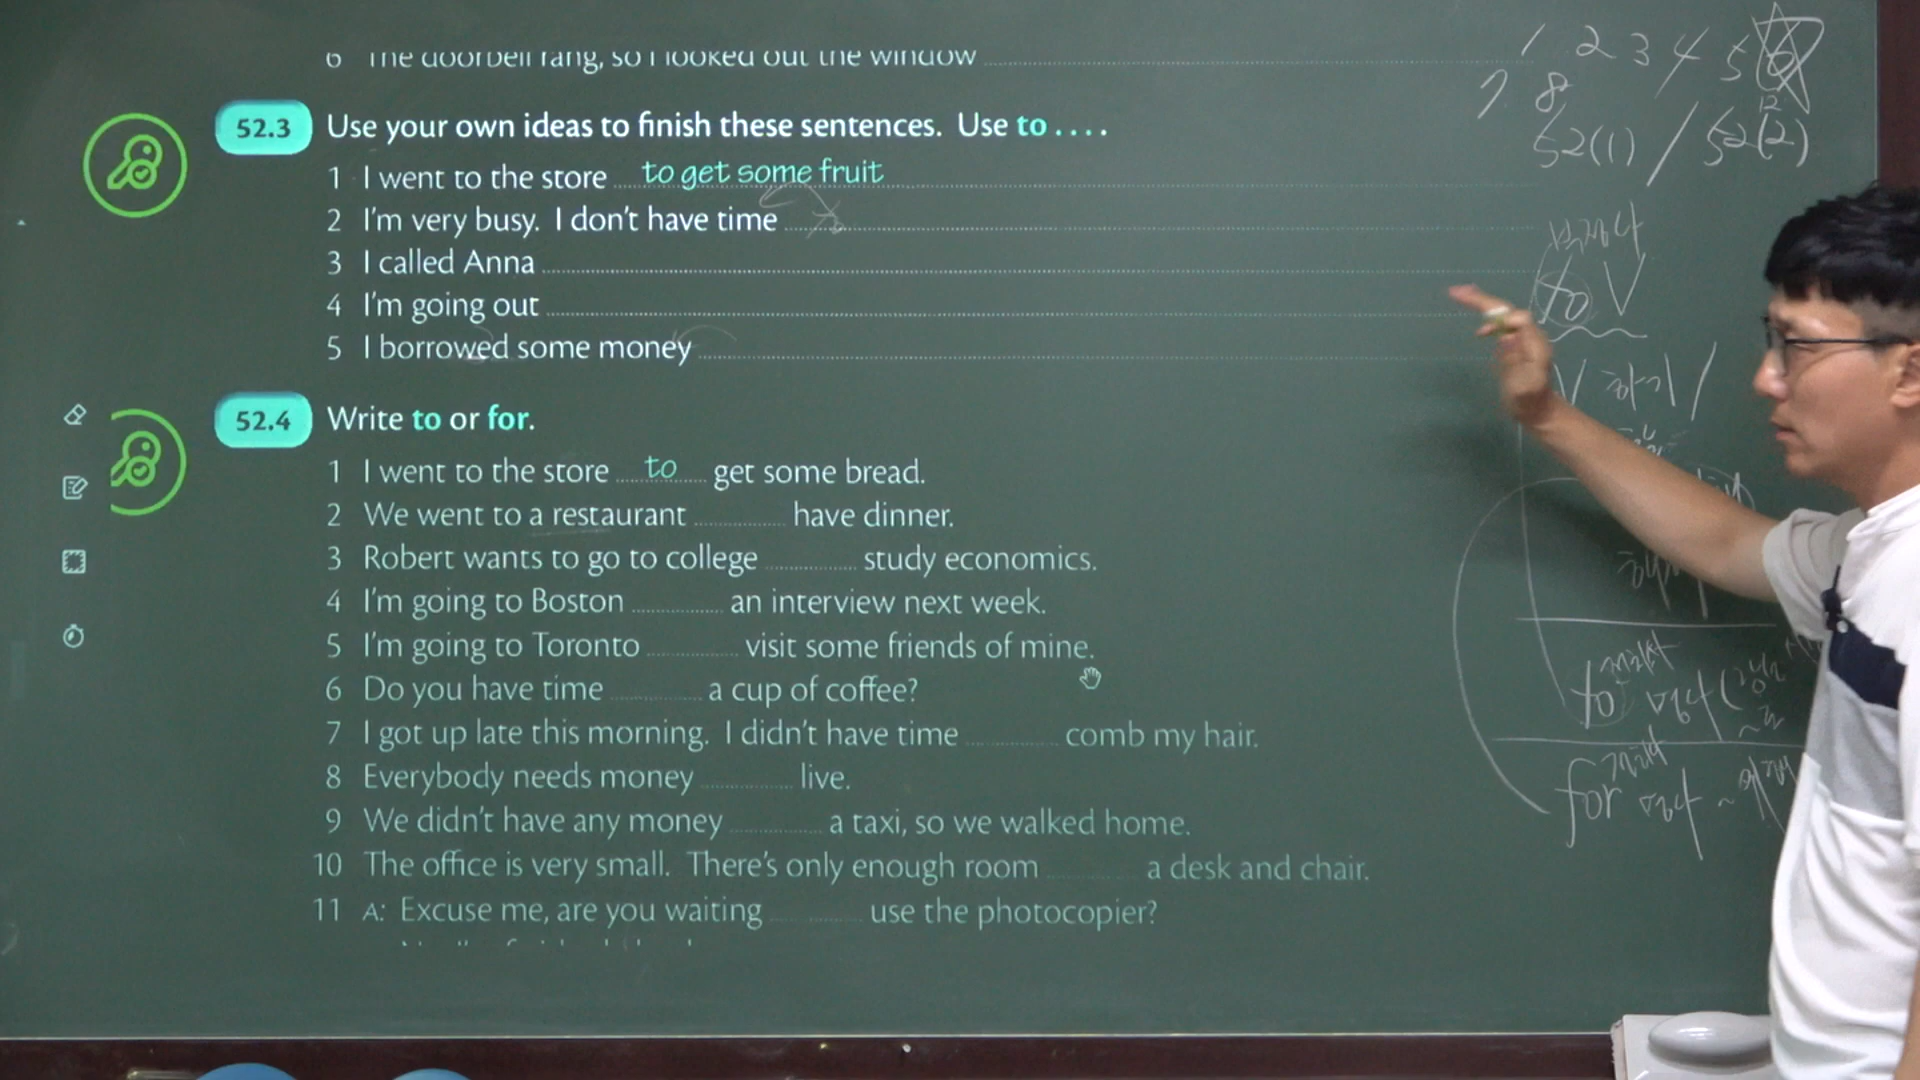 6 The doorbell rang, so I looked out the window
52.3 Use your own ideas to finish these sentences. Use to ....
1 I went to the store to get some fruit
2 I'm very busy. I don't have time to
3 I called Anna
4 I'm going out
5 I borrowed some money
52.4 Write to or for.
1 I went to the store to get some bread.
2 We went to a restaurant ............ have dinner.
3 Robert wants to go to college ............ study economics.
4 I'm going to Boston ............ an interview next week.
5 I'm going to Toronto ............ visit some friends of mine.
6 Do you have time ............ a cup of coffee?
7 I got up late this morning. I didn't have time ............ comb my hair.
8 Everybody needs money ............ live.
9 We didn't have any money ............ a taxi, so we walked home.
10 The office is very small. There's only enough room ............ a desk and chair.
11 A: Excuse me, are you waiting ............ use the photocopier?
1 2 3 4 5 6
7 8
12
52(1) / 52(2)
to V
V 하기 /
to
for